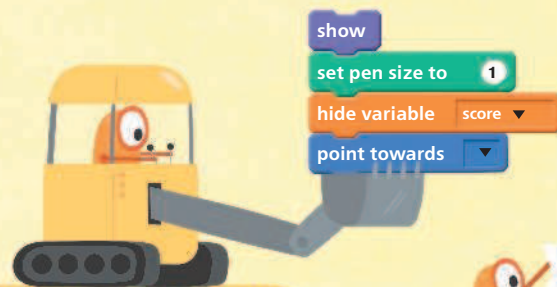 show
set pen size to 1
hide variable score
point towards